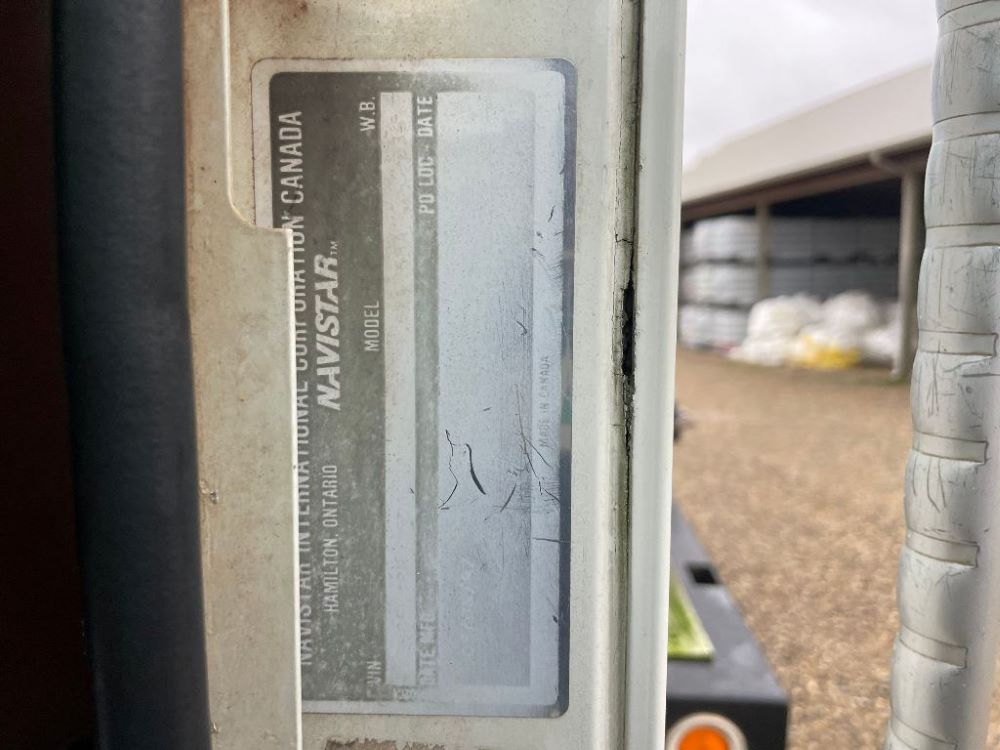 NAVISTAR INTERNATIONAL CORPORATION CANADA
HAMILTON, ONTARIO NAVISTAR™
VIN MODEL W.B.
DATE MFG PD LOC - DATE
MADE IN CANADA